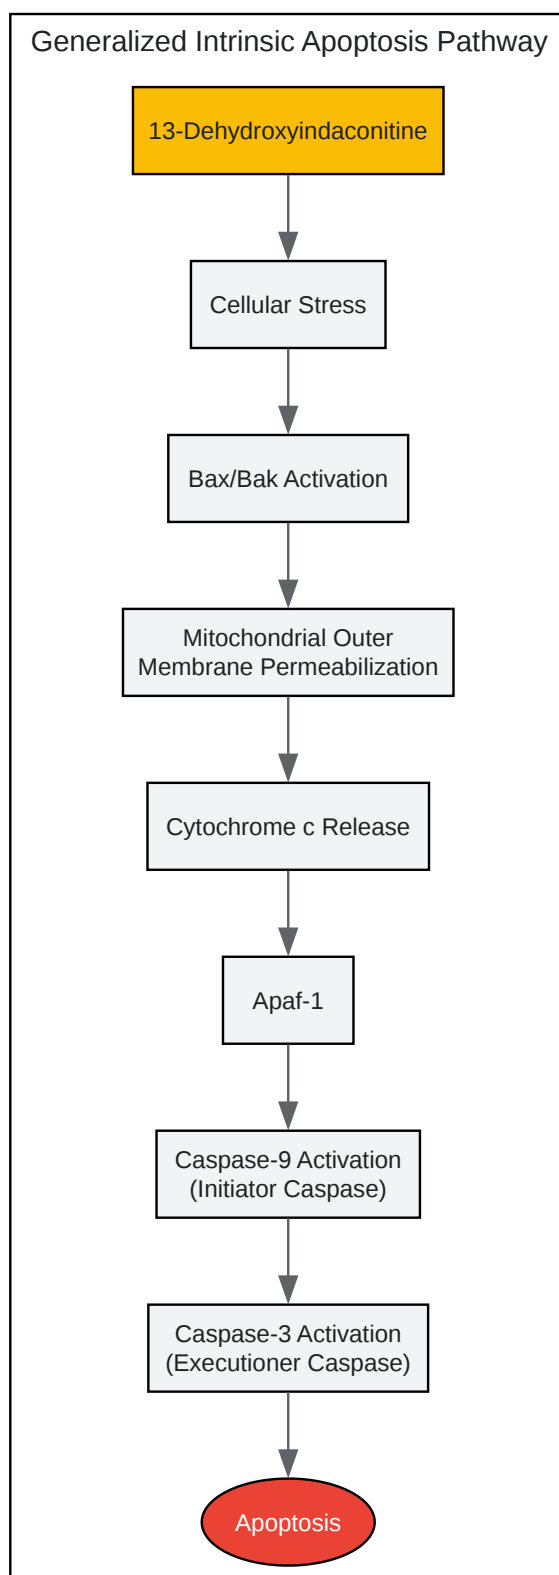 Generalized Intrinsic Apoptosis Pathway
13-Dehydroxyindaconitine
Cellular Stress
Bax/Bak Activation
Mitochondrial Outer
Membrane Permeabilization
Cytochrome c Release
Apaf-1
Caspase-9 Activation
(Initiator Caspase)
Caspase-3 Activation
(Executioner Caspase)
Apoptosis